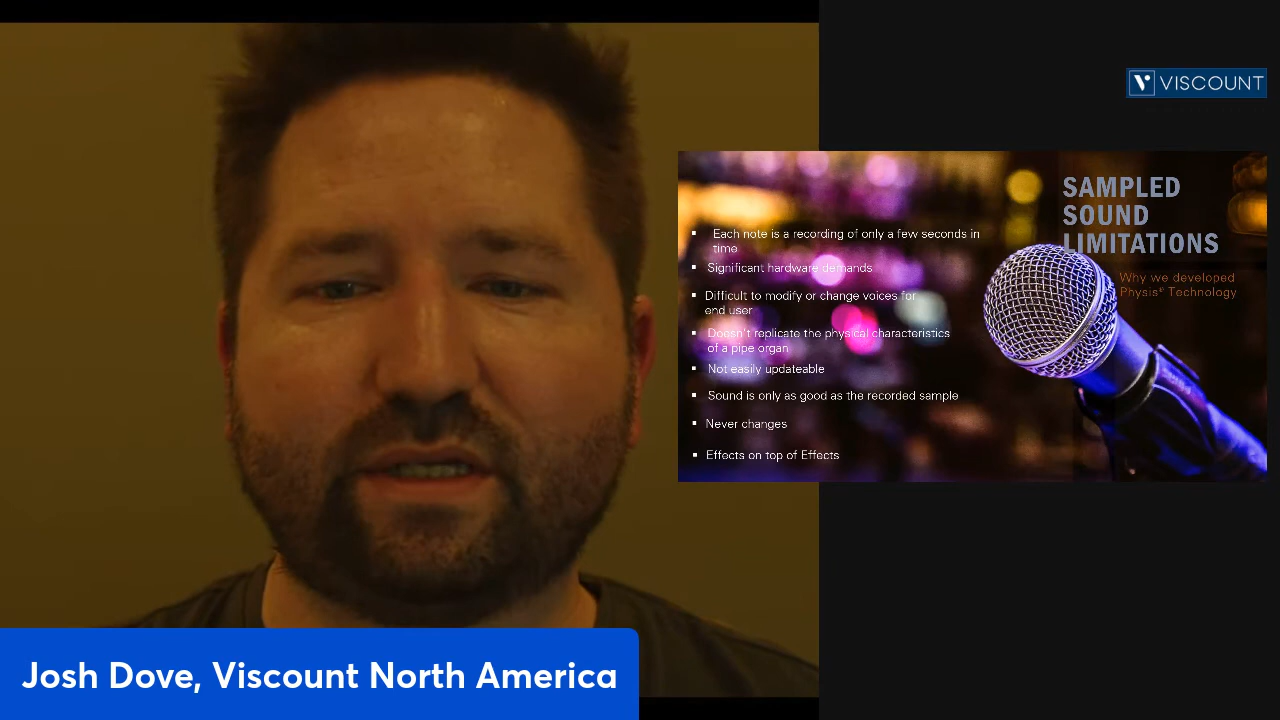 VISCOUNT
SAMPLED
SOUND
LIMITATIONS
Why we developed
Physis® Technology
▪ Each note is a recording of only a few seconds in
time
▪ Significant hardware demands
▪ Difficult to modify or change voices for
end user
▪ Doesn't replicate the physical characteristics
of a pipe organ
▪ Not easily updateable
▪ Sound is only as good as the recorded sample
▪ Never changes
▪ Effects on top of Effects
Josh Dove, Viscount North America